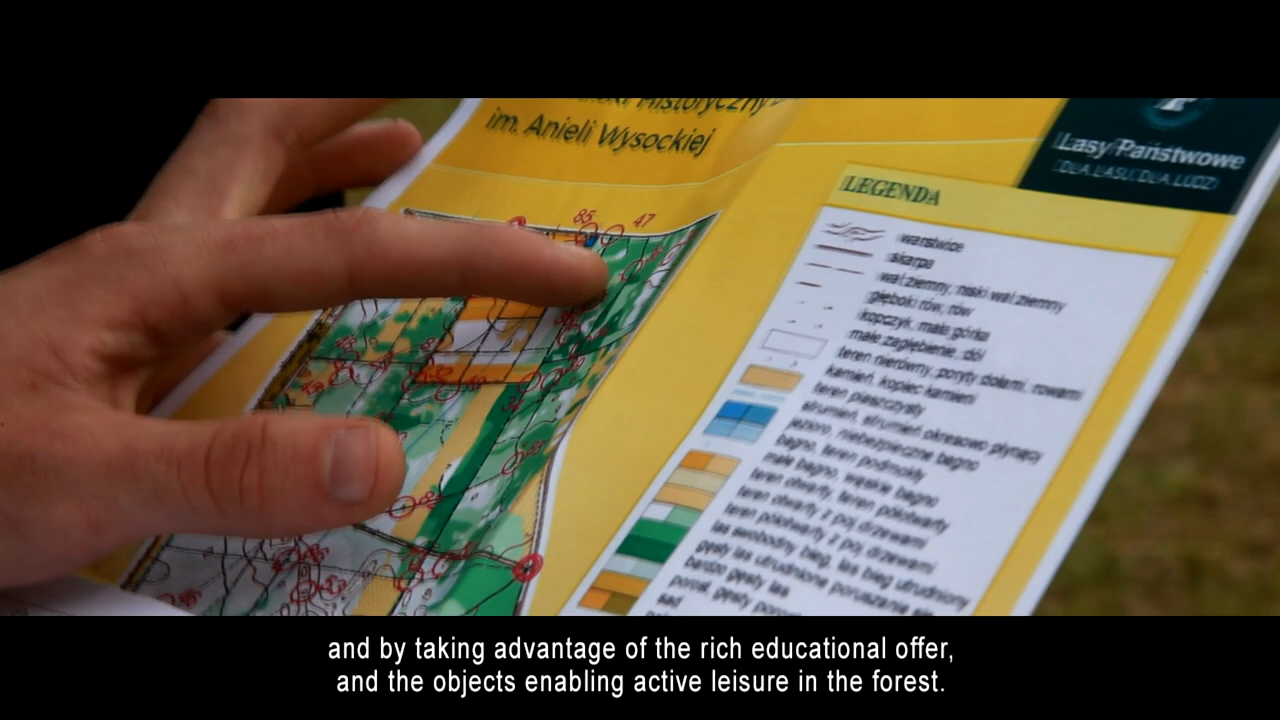 Historyczny
im. Anieli Wysockiej
85 47
Lasy Państwowe
DLA LASU, DLA LUDZI
LEGENDA
warstwice
skarpa
wał ziemny, niski wał ziemny
głęboki rów, rów
kopczyk, mała górka
małe zagłębienie, dół
teren nierówny, poryty dołami, rowami
kamień, kopiec kamieni
teren piaszczysty
strumień, strumień okresowo płynący
jezioro, niebezpieczne bagno
bagno, teren podmokły
małe bagno, wąskie bagno
teren otwarty, teren półotwarty
teren otwarty z poj. drzewami
teren półotwarty z poj. drzewami
las swobodny bieg, las bieg utrudniony
gęsty las utrudnione poruszanie się
bardzo gęsty las
sad
and by taking advantage of the rich educational offer,
and the objects enabling active leisure in the forest.